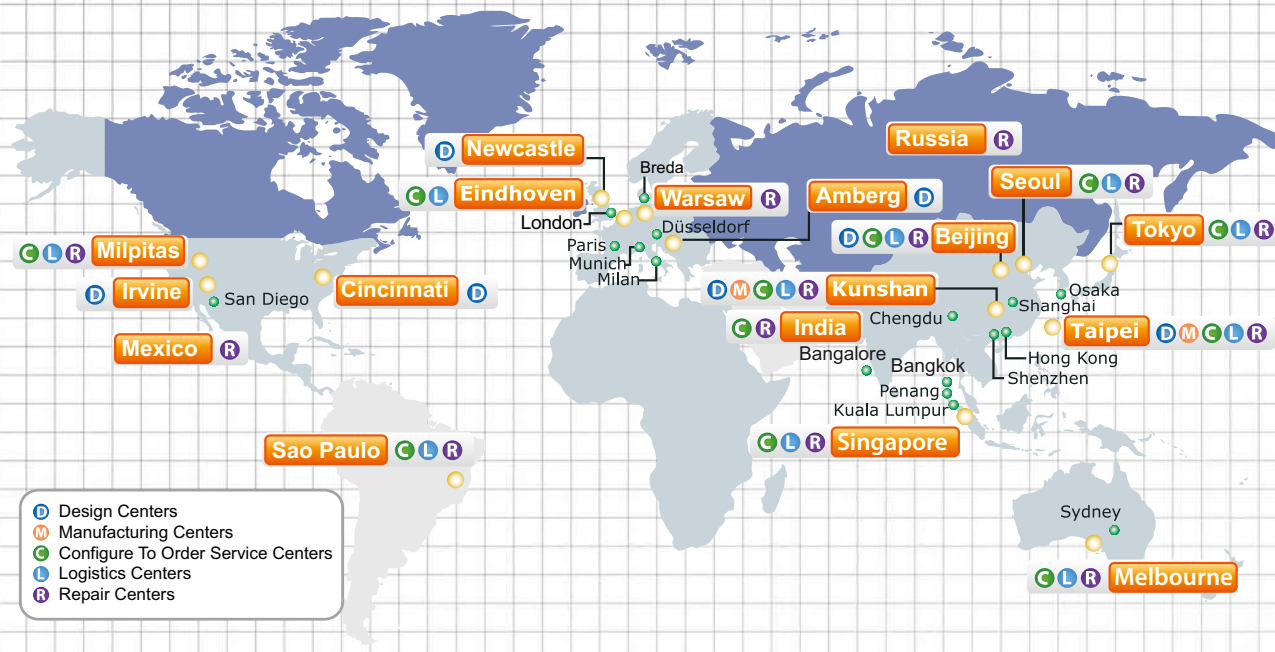 D Newcastle
Russia R
Breda
C L Eindhoven
Warsaw R
Amberg D
Seoul C L R
London
Düsseldorf
D C L R Beijing
Tokyo C L R
C L R Milpitas
Paris
Munich
Milan
D Irvine
San Diego
Cincinnati D
D M C L R Kunshan
Osaka
Shanghai
Chengdu
C R India
Taipei D M C L R
Mexico R
Bangalore
Bangkok
Hong Kong
Shenzhen
Penang
Kuala Lumpur
C L R Singapore
Sao Paulo C L R
D Design Centers
M Manufacturing Centers
C Configure To Order Service Centers
L Logistics Centers
R Repair Centers
Sydney
C L R Melbourne